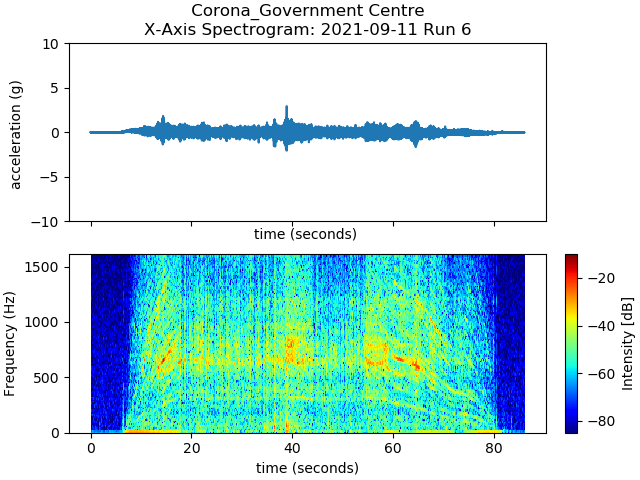 Corona_Government Centre
X-Axis Spectrogram: 2021-09-11 Run 6
10
5
0
−5
−10
acceleration (g)
time (seconds)
1500
1000
500
0
Frequency (Hz)
0 20 40 60 80
time (seconds)
−20
−40
−60
−80
Intensity [dB]